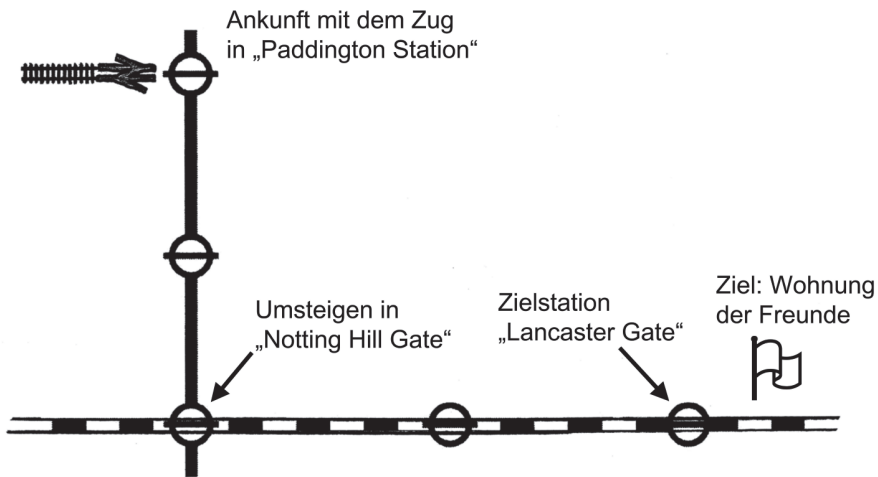 Ankunft mit dem Zug
in „Paddington Station“
Umsteigen in
„Notting Hill Gate“
Zielstation
„Lancaster Gate“
Ziel: Wohnung
der Freunde